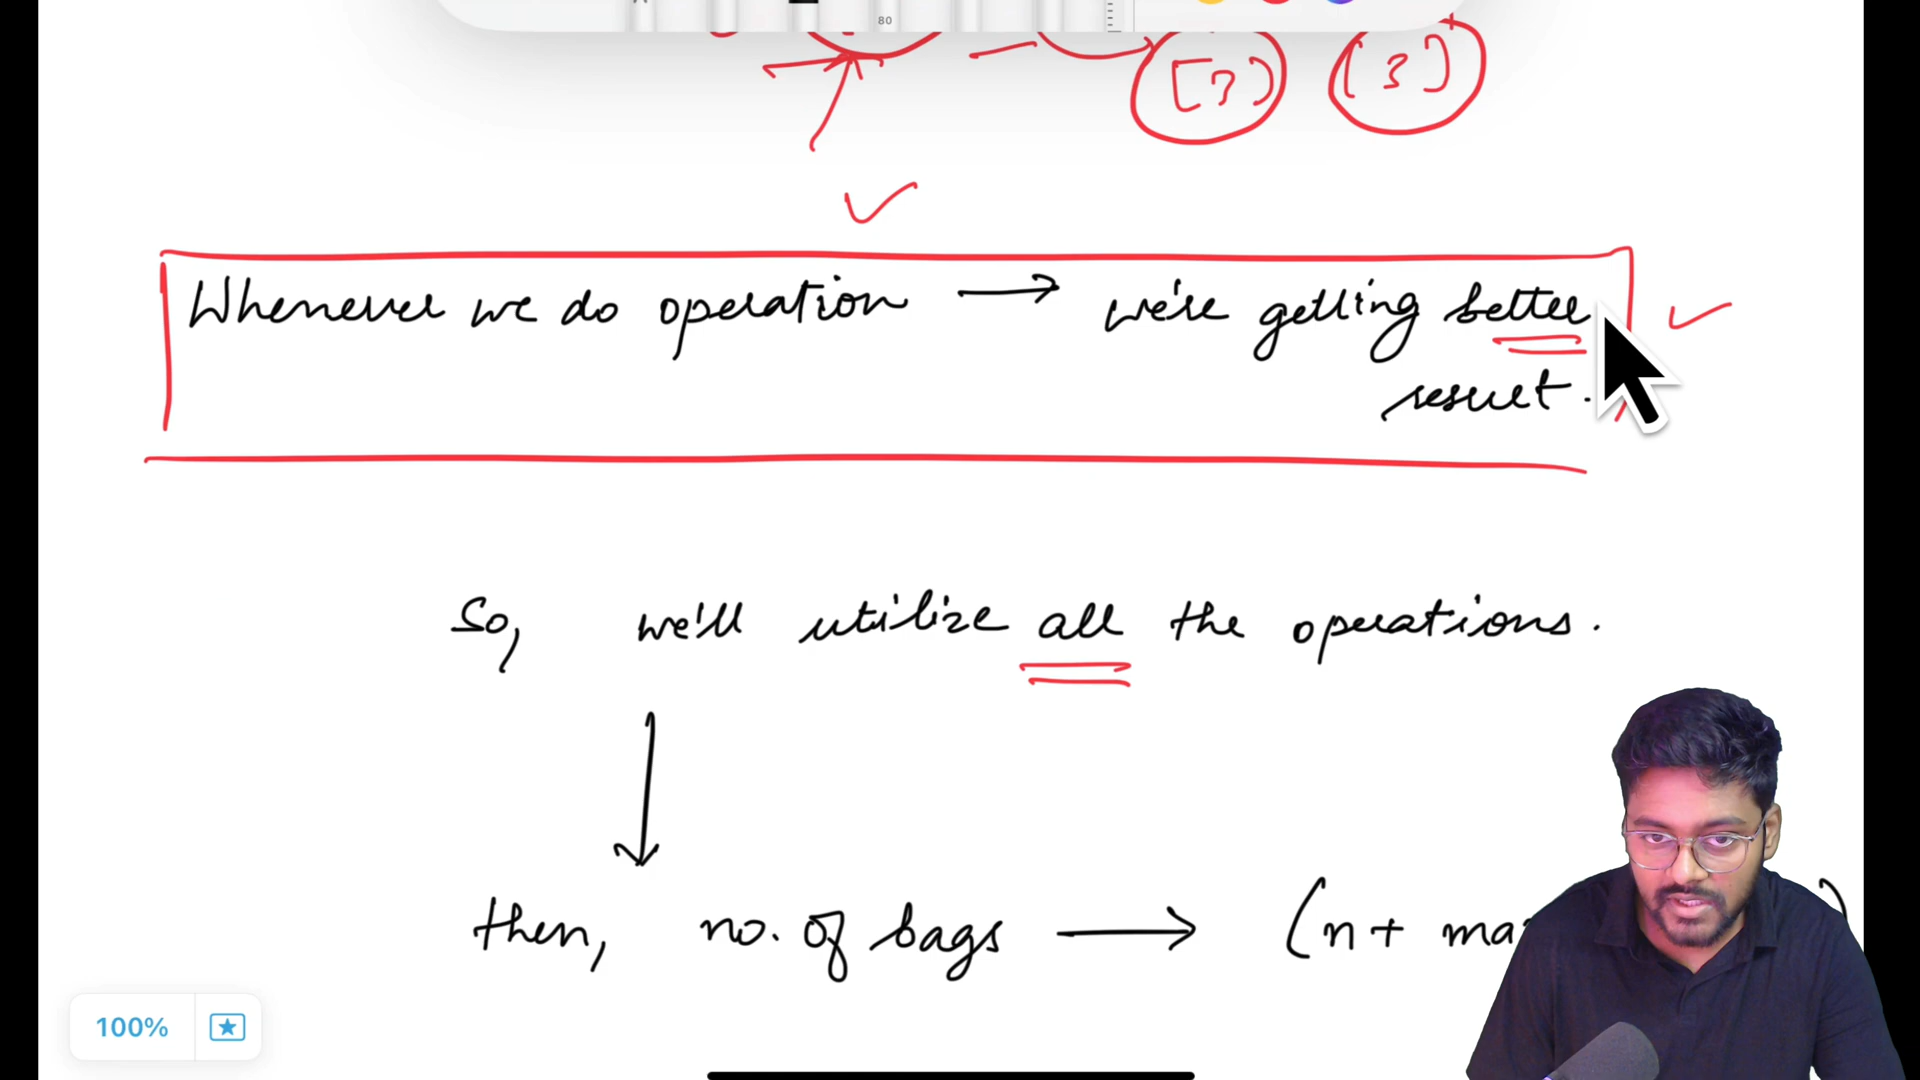 80
[3] [3]
Whenever we do operation → we're getting better
result.
So, we'll utilize all the operations.
then, no. of bags → (n + ma )
100%